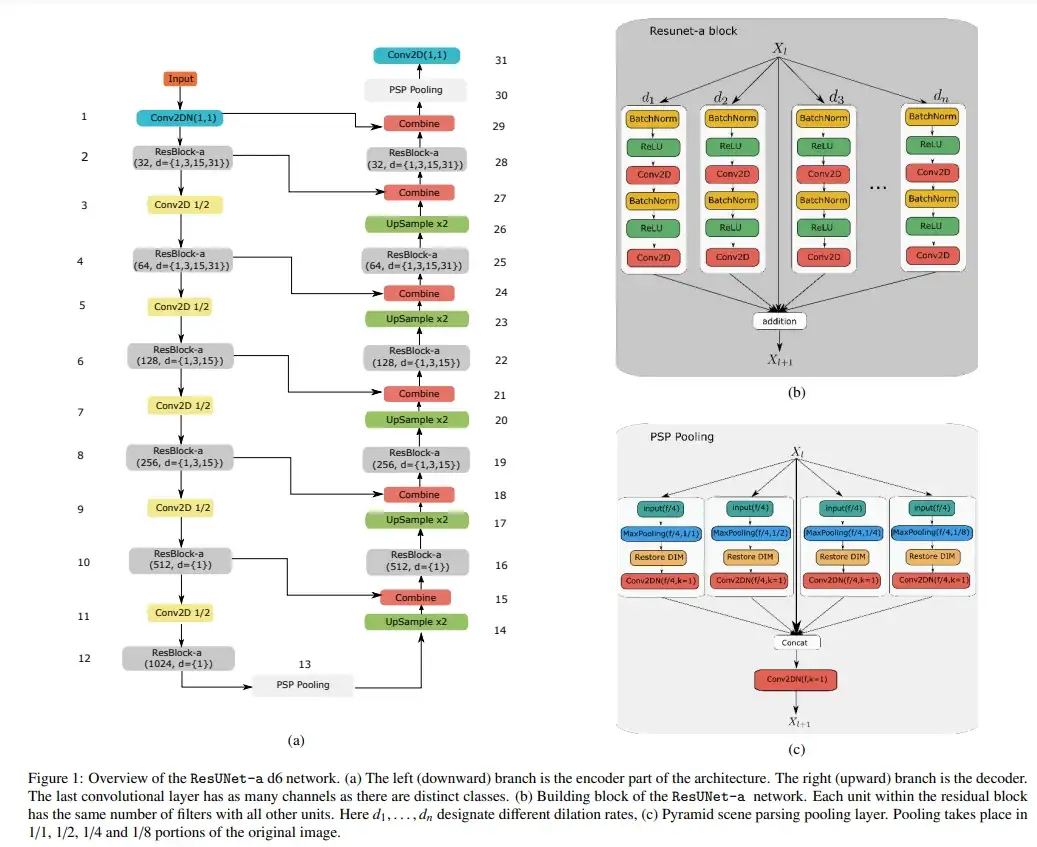 Input
1
Conv2DN(1,1)
2
ResBlock-a
(32, d={1,3,15,31})
3
Conv2D 1/2
4
ResBlock-a
(64, d={1,3,15,31})
5
Conv2D 1/2
6
ResBlock-a
(128, d={1,3,15})
7
Conv2D 1/2
8
ResBlock-a
(256, d={1,3,15})
9
Conv2D 1/2
10
ResBlock-a
(512, d={1})
11
Conv2D 1/2
12
ResBlock-a
(1024, d={1})
13
PSP Pooling
Conv2D(1,1)
31
PSP Pooling
30
Combine
29
ResBlock-a
(32, d={1,3,15,31})
28
Combine
27
UpSample x2
26
ResBlock-a
(64, d={1,3,15,31})
25
Combine
24
UpSample x2
23
ResBlock-a
(128, d={1,3,15})
22
Combine
21
UpSample x2
20
ResBlock-a
(256, d={1,3,15})
19
Combine
18
UpSample x2
17
ResBlock-a
(512, d={1})
16
Combine
15
UpSample x2
14
(a)
Resunet-a block
X_l
d_1 d_2 d_3 d_n
BatchNorm BatchNorm BatchNorm BatchNorm
ReLU ReLU ReLU ReLU
Conv2D Conv2D Conv2D Conv2D
BatchNorm BatchNorm BatchNorm ... BatchNorm
ReLU ReLU ReLU ReLU
Conv2D Conv2D Conv2D Conv2D
addition
X_{l+1}
(b)
PSP Pooling
X_l
input(f/4) input(f/4) input(f/4) input(f/4)
MaxPooling(f/4,1/1) MaxPooling(f/4,1/2) MaxPooling(f/4,1/4) MaxPooling(f/4,1/8)
Restore DIM Restore DIM Restore DIM Restore DIM
Conv2DN(f/4,k=1) Conv2DN(f/4,k=1) Conv2DN(f/4,k=1) Conv2DN(f/4,k=1)
Concat
Conv2DN(f,k=1)
X_{l+1}
(c)
Figure 1: Overview of the ResUNet-a d6 network. (a) The left (downward) branch is the encoder part of the architecture. The right (upward) branch is the decoder.
The last convolutional layer has as many channels as there are distinct classes. (b) Building block of the ResUNet-a network. Each unit within the residual block
has the same number of filters with all other units. Here d_1, . . . , d_n designate different dilation rates, (c) Pyramid scene parsing pooling layer. Pooling takes place in
1/1, 1/2, 1/4 and 1/8 portions of the original image.